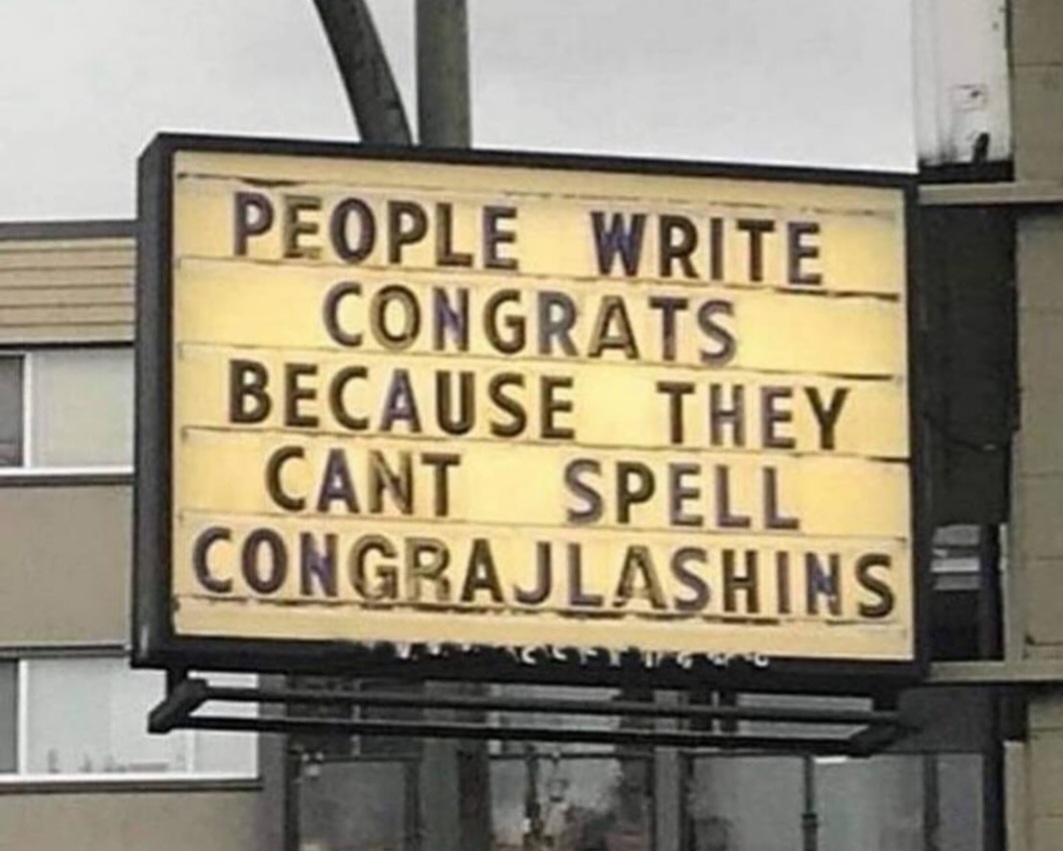 PEOPLE WRITE
CONGRATS
BECAUSE THEY
CANT SPELL
CONGRAJLASHINS